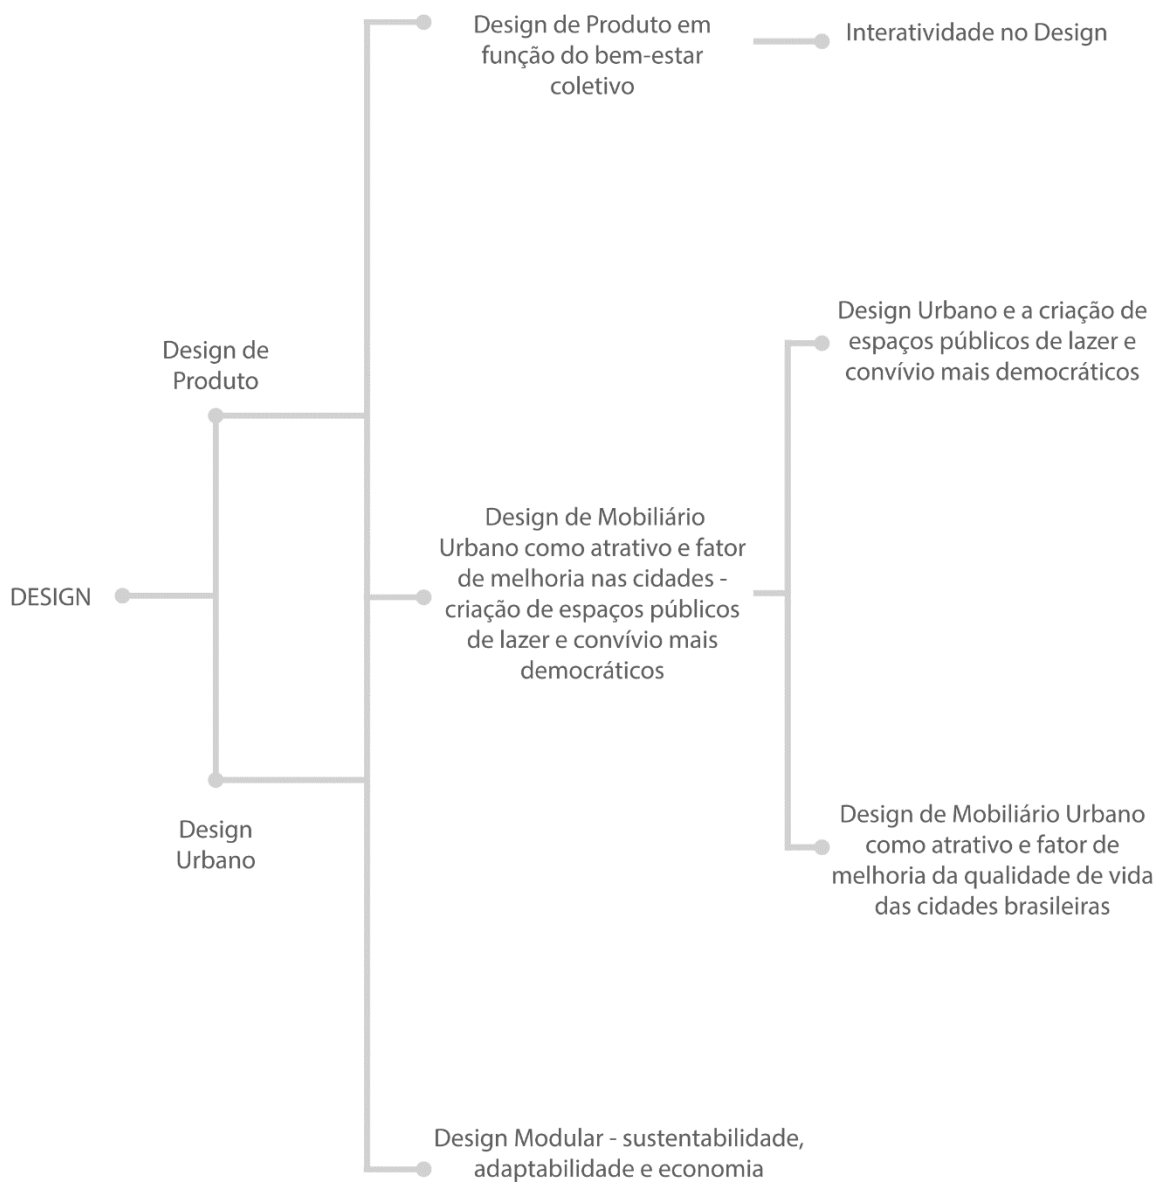 Design de Produto em
função do bem-estar
coletivo
Interatividade no Design
Design Urbano e a criação de
espaços públicos de lazer e
convívio mais democráticos
Design de
Produto
Design de Mobiliário
Urbano como atrativo e fator
de melhoria nas cidades -
criação de espaços públicos
de lazer e convívio mais
democráticos
DESIGN
Design
Urbano
Design de Mobiliário Urbano
como atrativo e fator de
melhoria da qualidade de vida
das cidades brasileiras
Design Modular - sustentabilidade,
adaptabilidade e economia